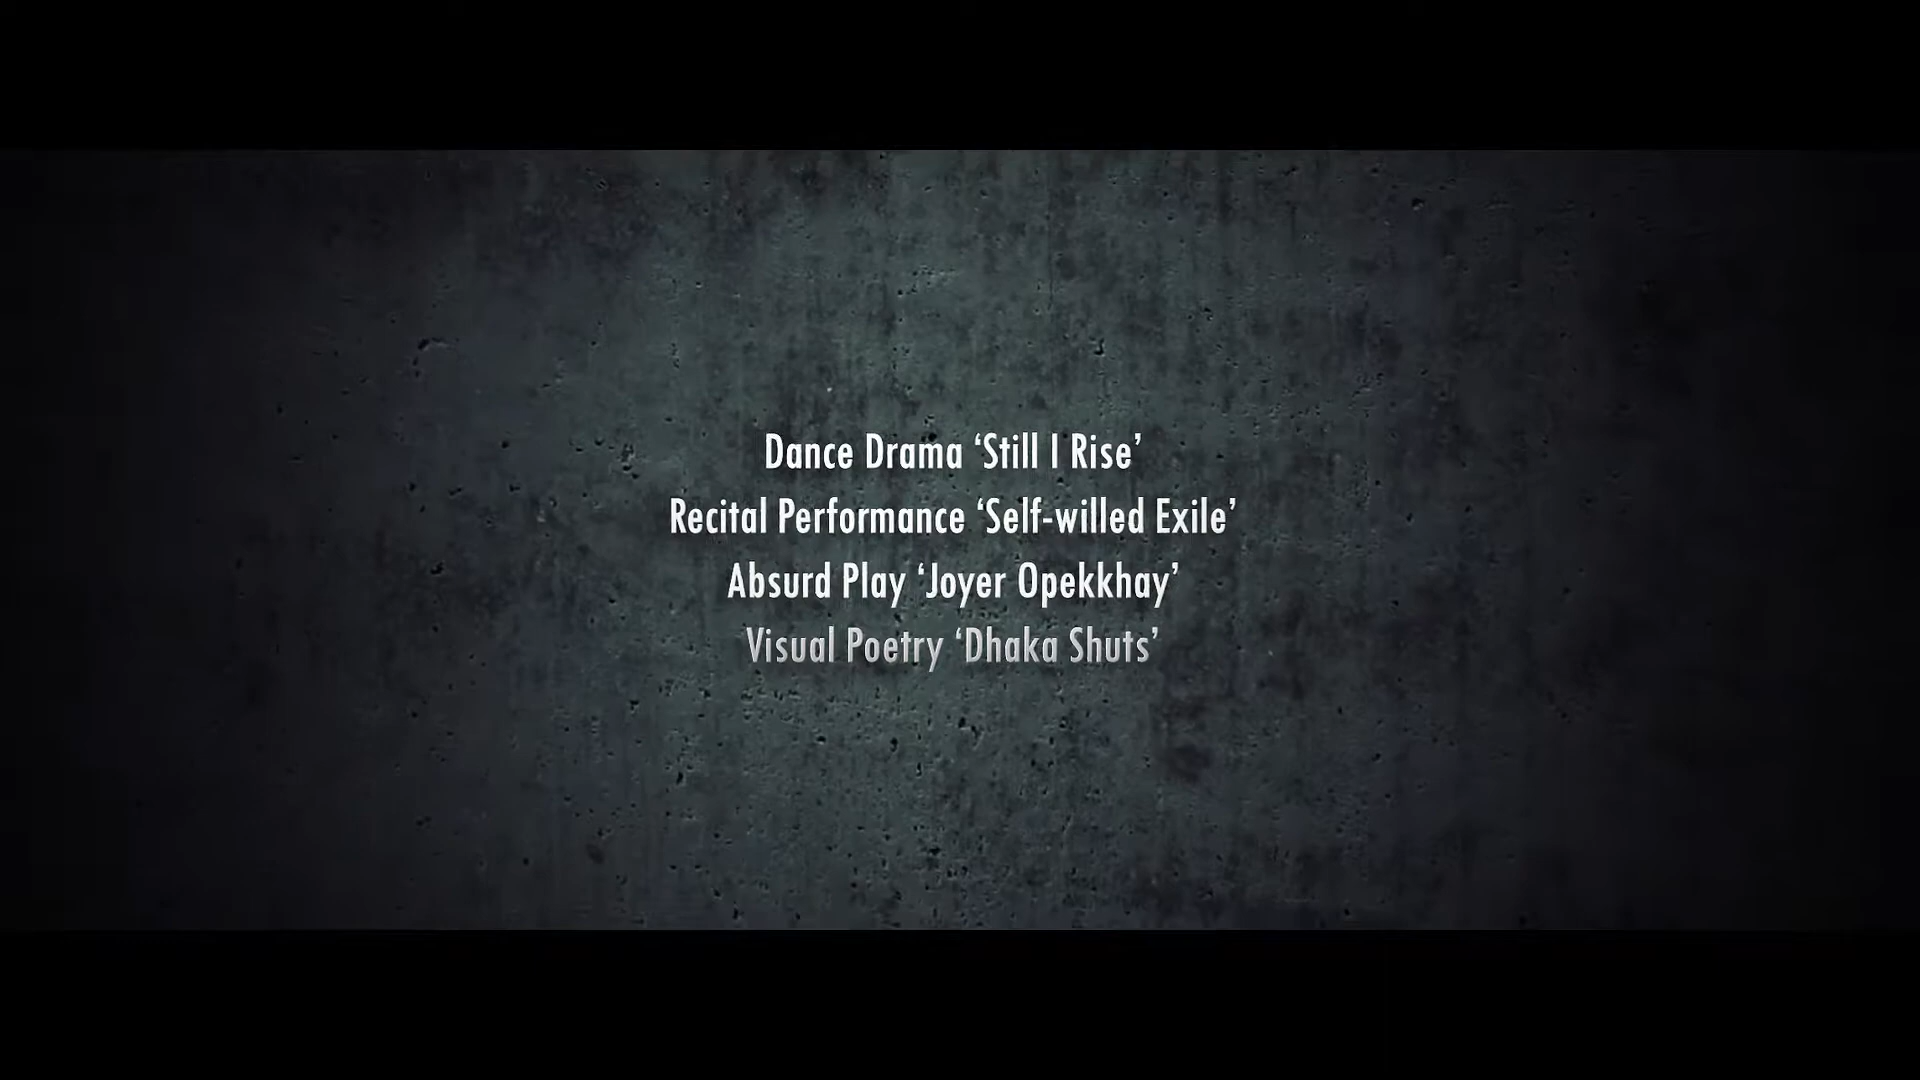 Dance Drama ‘Still I Rise’
Recital Performance ‘Self-willed Exile’
Absurd Play ‘Joyer Opekkhay’
Visual Poetry ‘Dhaka Shuts’